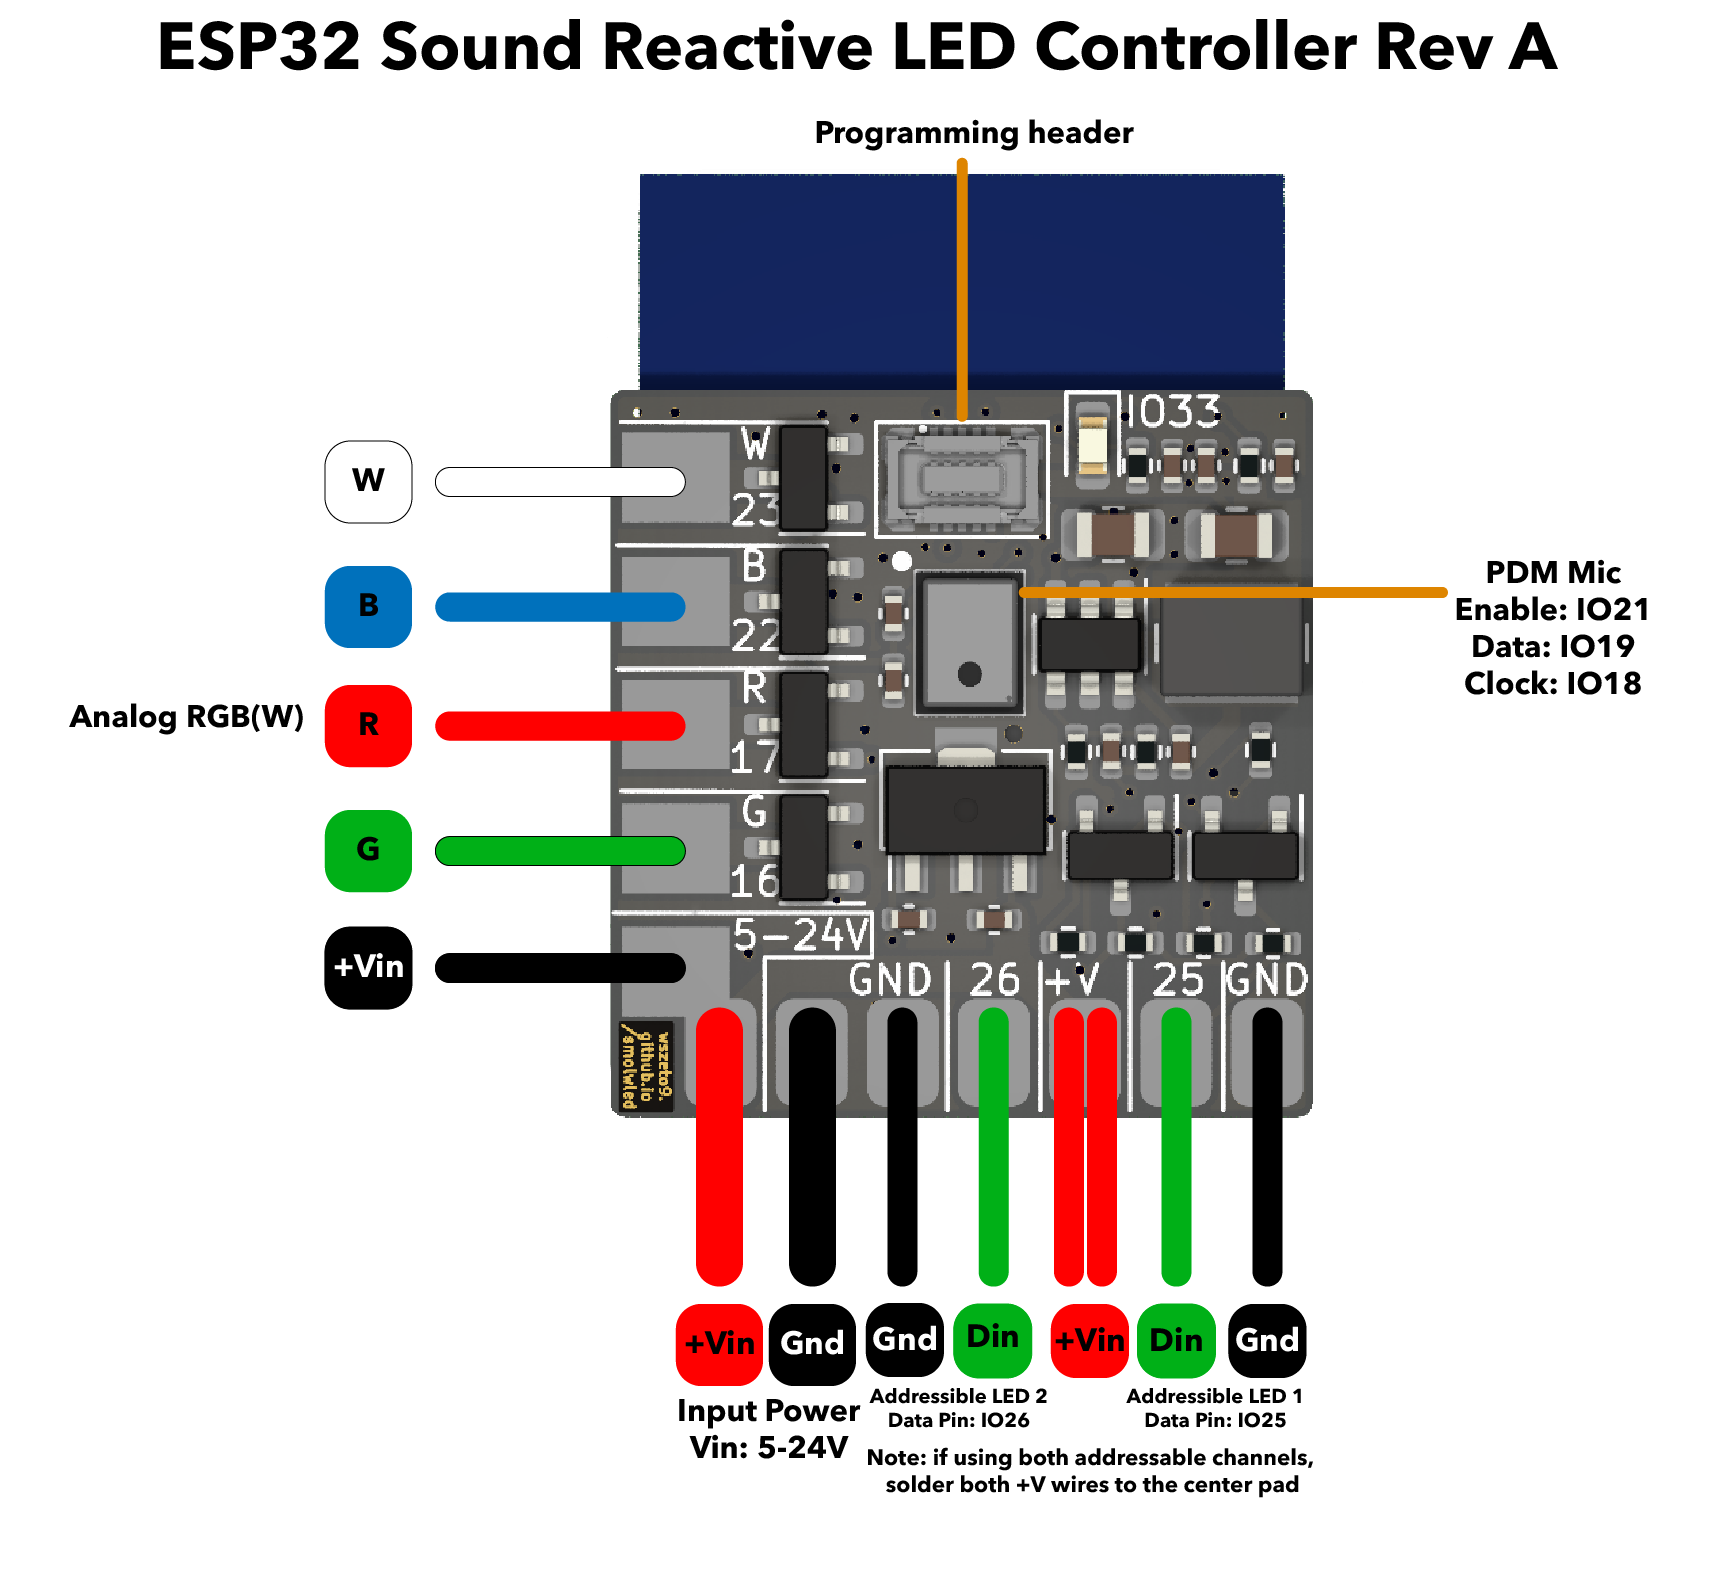 ESP32 Sound Reactive LED Controller Rev A
Programming header
IO33
W
W
23
B
B
22
PDM Mic
Enable: IO21
Data: IO19
Clock: IO18
Analog RGB(W)
R
R
17
G
G
16
+Vin
5-24V
GND
26
+V
25
GND
wszeto9.
github.io
/smolwled
+Vin
Gnd
Gnd
Din
+Vin
Din
Gnd
Input Power
Vin: 5-24V
Addressible LED 2
Data Pin: IO26
Addressible LED 1
Data Pin: IO25
Note: if using both addressable channels,
solder both +V wires to the center pad